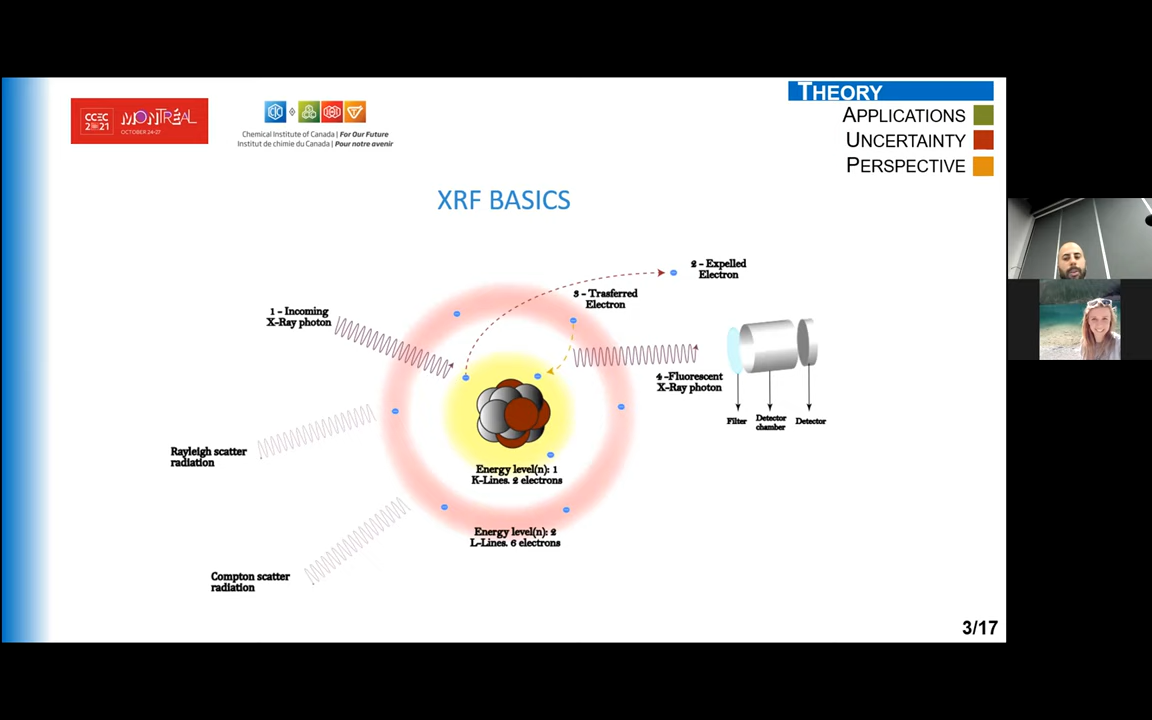 CCEC
2021
MONTRÉAL
OCTOBER 24-27
Chemical Institute of Canada | For Our Future
Institut de chimie du Canada | Pour notre avenir
THEORY
APPLICATIONS
UNCERTAINTY
PERSPECTIVE
XRF BASICS
1 - Incoming
X-Ray photon
2 - Expelled
Electron
3 - Trasferred
Electron
4 -Fluorescent
X-Ray photon
Filter
Detector
chamber
Detector
Rayleigh scatter
radiation
Energy level(n): 1
K-Lines. 2 electrons
Energy level(n): 2
L-Lines. 6 electrons
Compton scatter
radiation
3/17